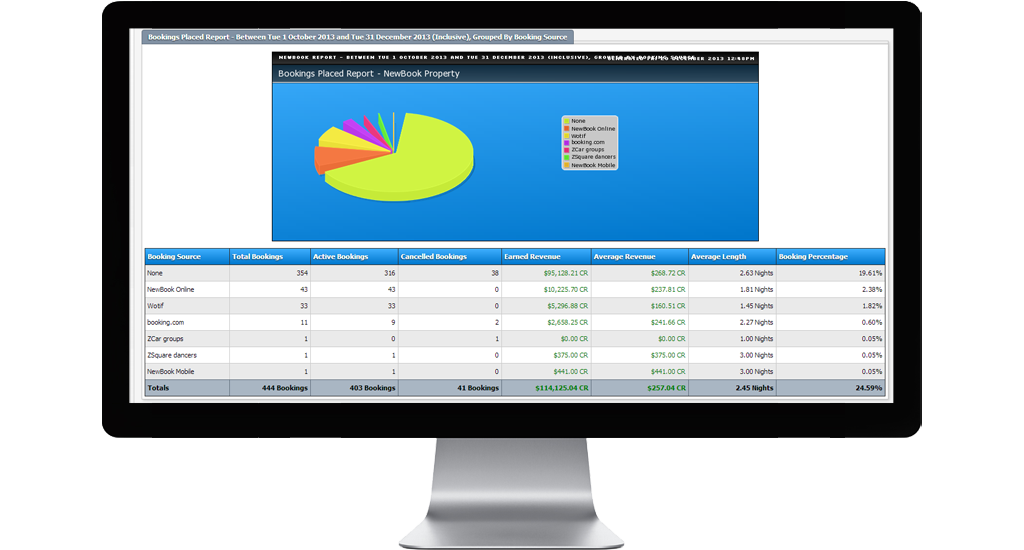 Bookings Placed Report - Between Tue 1 October 2013 and Tue 31 December 2013 (Inclusive), Grouped By Booking Source
NEWBOOK REPORT - BETWEEN TUE 1 OCTOBER 2013 AND TUE 31 DECEMBER 2013 (INCLUSIVE), GROUPED BY BOOKING SOURCE
DECEMBER 2013 12:58PM
Bookings Placed Report - NewBook Property
None
NewBook Online
Wotif
booking.com
ZCar groups
ZSquare dancers
NewBook Mobile
Booking Source Total Bookings Active Bookings Cancelled Bookings Earned Revenue Average Revenue Average Length Booking Percentage
None 354 316 38 $95,128.21 CR $268.72 CR 2.63 Nights 19.61%
NewBook Online 43 43 0 $10,225.70 CR $237.81 CR 1.81 Nights 2.38%
Wotif 33 33 0 $5,296.88 CR $160.51 CR 1.45 Nights 1.82%
booking.com 11 9 2 $2,658.25 CR $241.66 CR 2.27 Nights 0.60%
ZCar groups 1 0 1 $0.00 CR $0.00 CR 1.00 Nights 0.05%
ZSquare dancers 1 1 0 $375.00 CR $375.00 CR 3.00 Nights 0.05%
NewBook Mobile 1 1 0 $441.00 CR $441.00 CR 3.00 Nights 0.05%
Totals 444 Bookings 403 Bookings 41 Bookings $114,125.04 CR $257.04 CR 2.45 Nights 24.59%